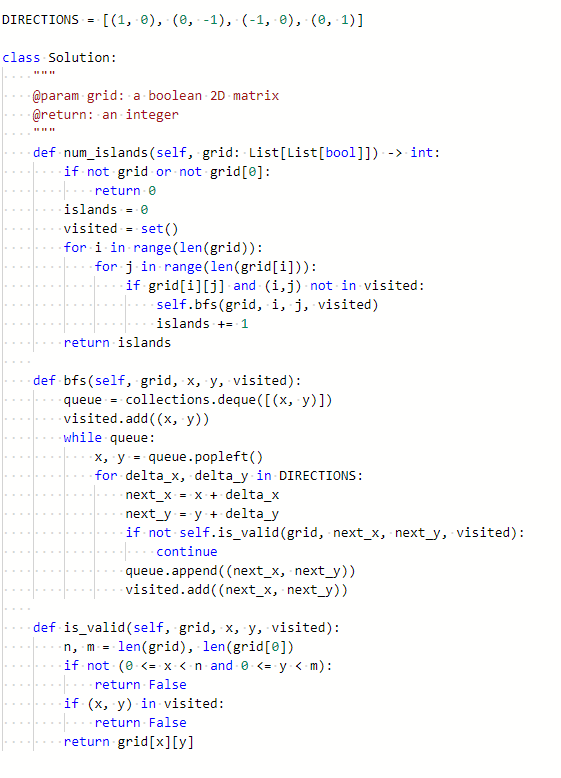 DIRECTIONS = [(1, 0), (0, -1), (-1, 0), (0, 1)]

class Solution:
    """
    @param grid: a boolean 2D matrix
    @return: an integer
    """
    def num_islands(self, grid: List[List[bool]]) -> int:
        if not grid or not grid[0]:
            return 0
        islands = 0
        visited = set()
        for i in range(len(grid)):
            for j in range(len(grid[i])):
                if grid[i][j] and (i,j) not in visited:
                    self.bfs(grid, i, j, visited)
                    islands += 1
        return islands

    def bfs(self, grid, x, y, visited):
        queue = collections.deque([(x, y)])
        visited.add((x, y))
        while queue:
            x, y = queue.popleft()
            for delta_x, delta_y in DIRECTIONS:
                next_x = x + delta_x
                next_y = y + delta_y
                if not self.is_valid(grid, next_x, next_y, visited):
                    continue
                queue.append((next_x, next_y))
                visited.add((next_x, next_y))

    def is_valid(self, grid, x, y, visited):
        n, m = len(grid), len(grid[0])
        if not (0 <= x < n and 0 <= y < m):
            return False
        if (x, y) in visited:
            return False
        return grid[x][y]